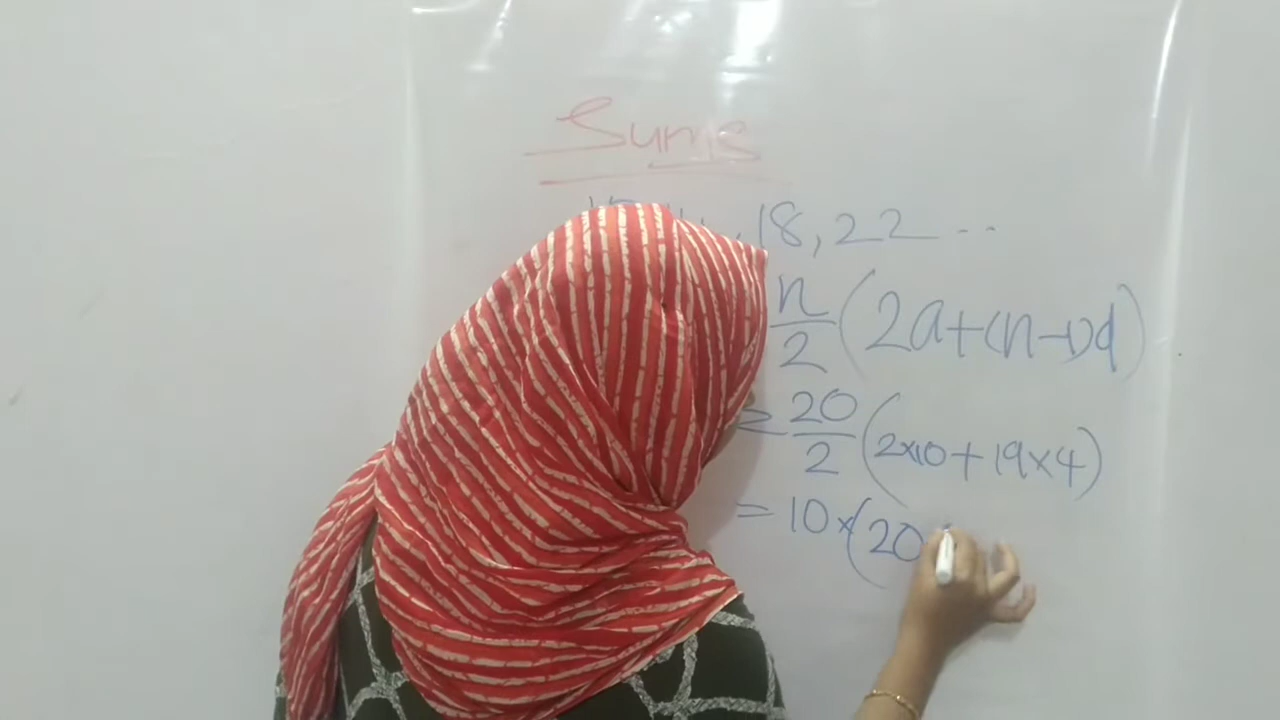 Sums
18, 22 ...
n/2 (2a+(n-1)d)
= 20/2 (2×10 + 19×4)
= 10×(20